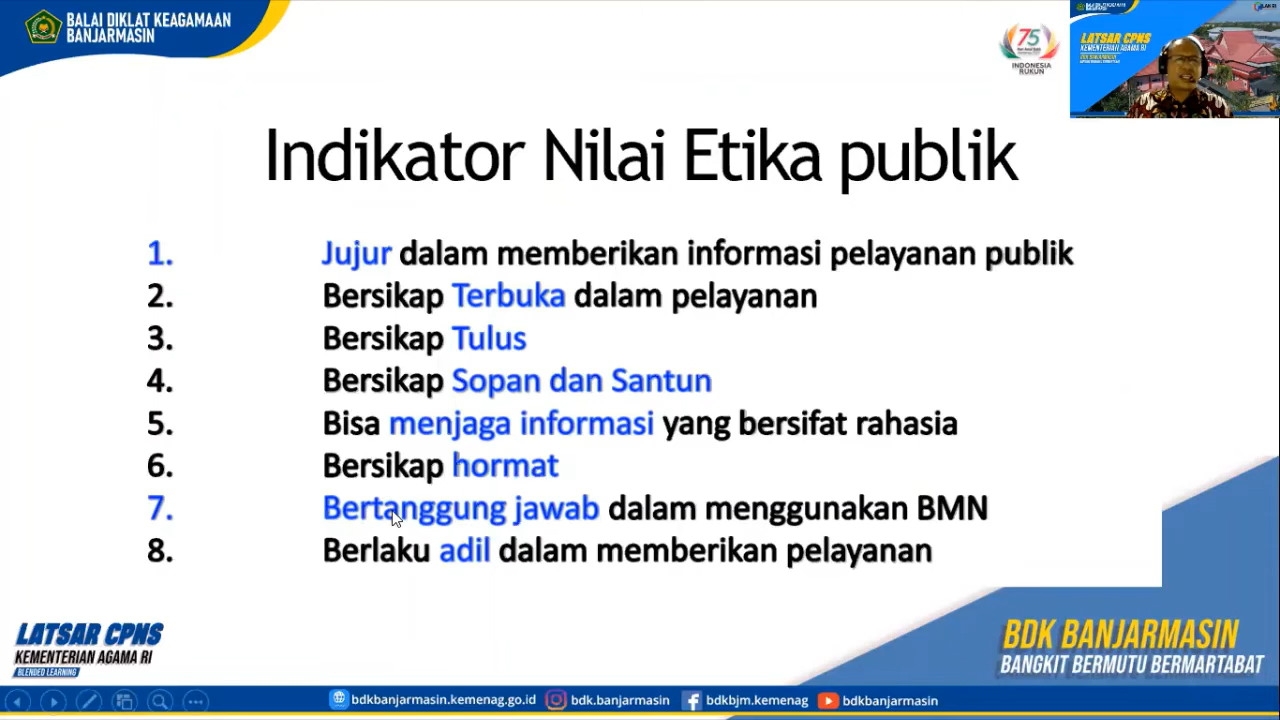 BALAI DIKLAT KEAGAMAAN
BANJARMASIN
75
INDONESIA
RUKUN
LATSAR CPNS
KEMENTERIAN AGAMA RI
BDK BANJARMASIN
Indikator Nilai Etika publik
1. Jujur dalam memberikan informasi pelayanan publik
2. Bersikap Terbuka dalam pelayanan
3. Bersikap Tulus
4. Bersikap Sopan dan Santun
5. Bisa menjaga informasi yang bersifat rahasia
6. Bersikap hormat
7. Bertanggung jawab dalam menggunakan BMN
8. Berlaku adil dalam memberikan pelayanan
LATSAR CPNS
KEMENTERIAN AGAMA RI
BLENDED LEARNING
BDK BANJARMASIN
BANGKIT BERMUTU BERMARTABAT
bdkbanjarmasin.kemenag.go.id bdk.banjarmasin bdkbjm.kemenag bdkbanjarmasin